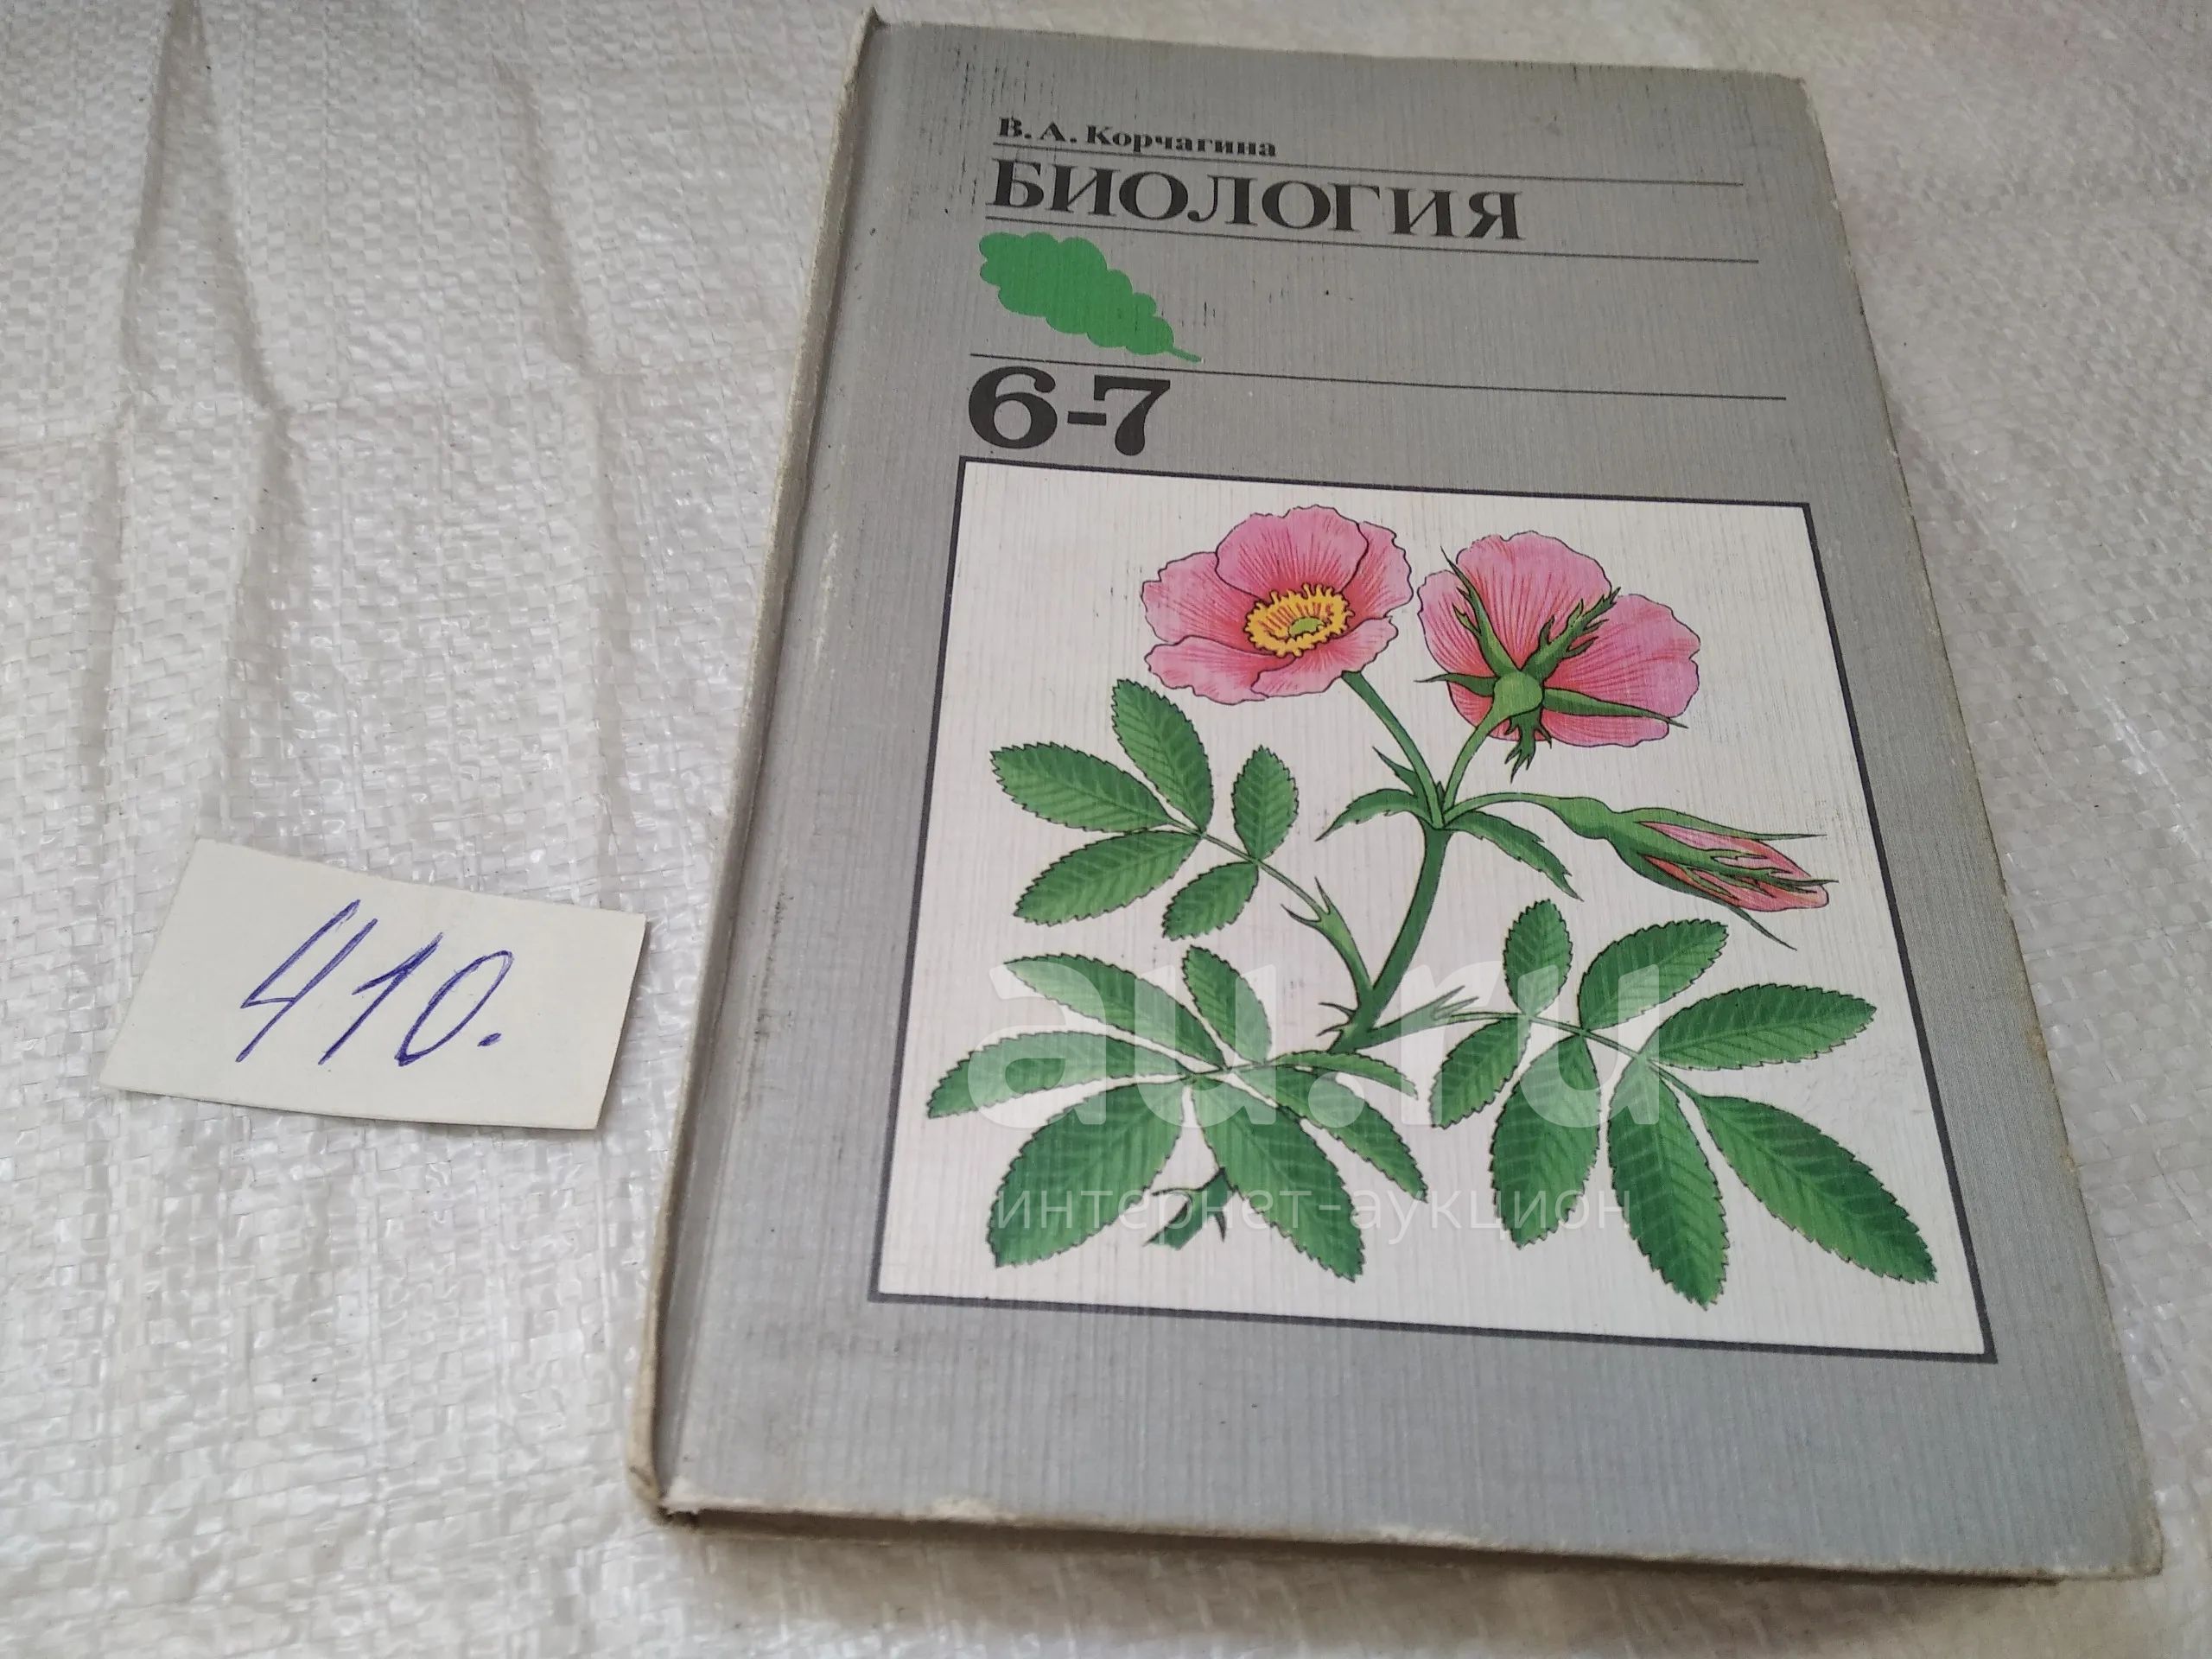 В. А. Корчагина
БИОЛОГИЯ
6-7
410.
au.ru
интернет-аукцион